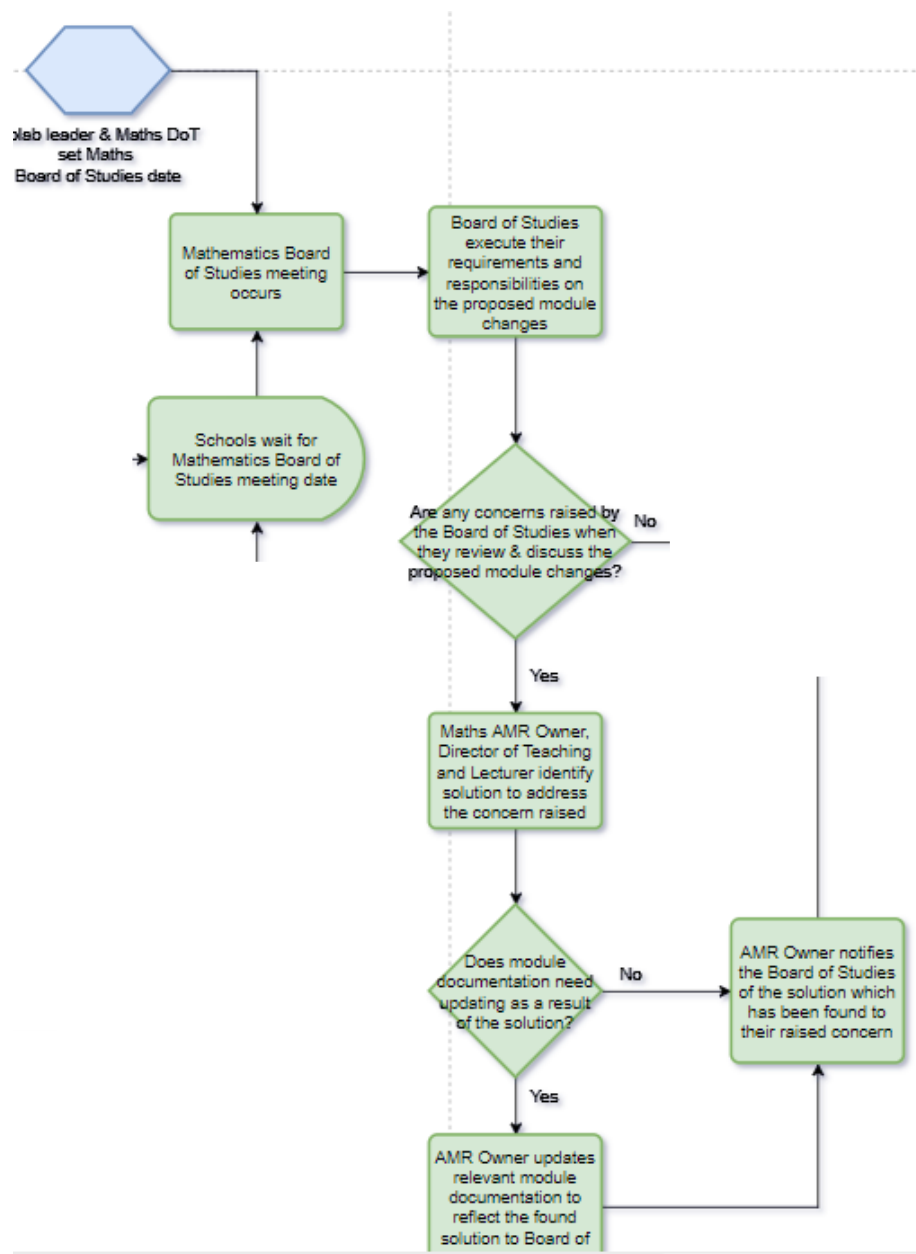 leader & Maths DoT
set Maths
Board of Studies date
Mathematics Board
of Studies meeting
occurs
Board of Studies
execute their
requirements and
responsibilities on
the proposed module
changes
Schools wait for
Mathematics Board of
Studies meeting date
Are any concerns raised by
the Board of Studies when
they review & discuss the
proposed module changes?
No
Yes
Maths AMR Owner,
Director of Teaching
and Lecturer identify
solution to address
the concern raised
Does module
documentation need
updating as a result
of the solution?
No
AMR Owner notifies
the Board of Studies
of the solution which
has been found to
their raised concern
Yes
AMR Owner updates
relevant module
documentation to
reflect the found
solution to Board of